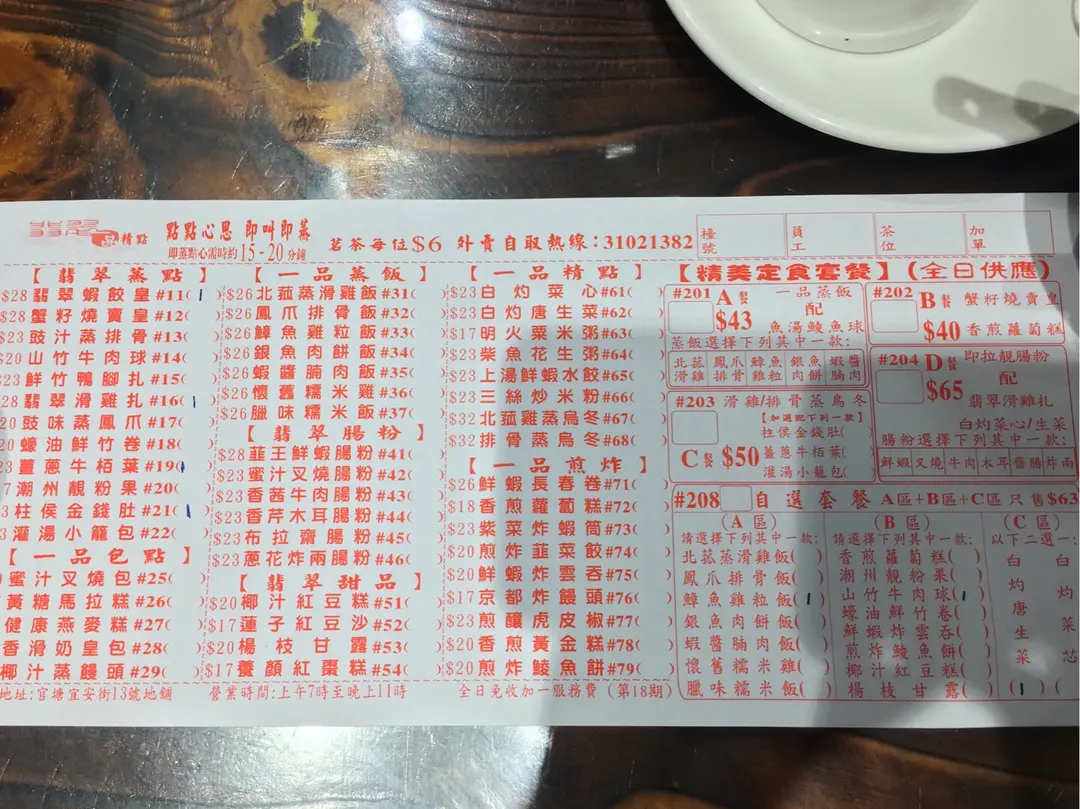 翡翠一品精點
點點心思 即叫即蒸
即蒸點心需時約15-20分鐘
茗茶每位$6 外賣自取熱線:31021382
檯號
員工
茶位
加單
【翡翠蒸點】
$28翡翠蝦餃皇#11(1
$28蟹籽燒賣皇#12(
$23豉汁蒸排骨#13(
$20山竹牛肉球#14(
$23鮮竹鴨腳扎#15(
$28翡翠滑雞扎#16(1
20豉味蒸鳳爪#17(
20蠔油鮮竹卷#18(
23薑蔥牛栢葉#19(1
7潮州靚粉果#20(
3柱侯金錢肚#21(1
3灌湯小籠包#22(
【一品包點】
蜜汁叉燒包#25(
黃糖馬拉糕#26(
健康燕麥糕#27(
香滑奶皇包#28(
椰汁蒸饅頭#29(
【一品蒸飯】
$26北菰蒸滑雞飯#31(
$26鳳爪排骨飯#32(
$26鱆魚雞粒飯#33(
$26銀魚肉餅飯#34(
$26蝦醬腩肉飯#35(
$26懷舊糯米雞#36(
$26臘味糯米飯#37(
【翡翠腸粉】
$28韮王鮮蝦腸粉#41(
$23蜜汁叉燒腸粉#42(
$23香茜牛肉腸粉#43(
$23香芹木耳腸粉#44(
$23布拉齋腸粉#45(
$23蔥花炸兩腸粉#46(
【翡翠甜品】
$20椰汁紅豆糕#51(
$17蓮子紅豆沙#52(
$20楊枝甘露#53(
$17養顏紅棗糕#54(
【一品精點】
$23白灼菜心#61(
$23白灼唐生菜#62(
$17明火粟米粥#63(
$23柴魚花生粥#64(
$23上湯鮮蝦水餃#65(
$23三絲炒米粉#66(
$32北菰雞蒸烏冬#67(
$32排骨蒸烏冬#68(
【一品煎炸】
$26鮮蝦長春卷#71(
$18香煎蘿蔔糕#72(
$23紫菜炸蝦筒#73(
$20煎炸韮菜餃#74(
$20鮮蝦炸雲吞#75(
$17京都炸饅頭#76(
$23煎釀虎皮椒#77(
$20香煎黃金糕#78(
$20煎炸鯪魚餅#79(
【精美定食套餐】(全日供應)
#201 A餐 $43
一品蒸飯
配
魚湯鯪魚球
蒸飯選擇下列其中一款:
北菰滑雞 鳳爪排骨 鱆魚雞粒 銀魚肉餅 蝦醬腩肉
#202 B餐 $40
蟹籽燒賣皇
香煎蘿蔔糕
#203 滑雞/排骨蒸烏冬
【加選配下列一款】
柱侯金錢肚(
薑蔥牛栢葉(
灌湯小籠包(
C餐 $50
#204 D餐 $65
即拉靚腸粉
配
翡翠滑雞扎
白灼菜心/生菜
腸粉選擇下列其中一款:
鮮蝦 叉燒 牛肉 木耳 齋腸 炸兩
#208 自選套餐 A區+B區+C區只售$63
(A區)
請選擇下列其中一款:
北菰蒸滑雞飯( )
鳳爪排骨飯( )
鱆魚雞粒飯(1)
銀魚肉餅飯( )
蝦醬腩肉飯( )
懷舊糯米雞( )
臘味糯米飯( )
(B區)
請選擇下列其中一款:
香煎蘿蔔糕( )
潮州靚粉果( )
山竹牛肉球(1)
蠔油鮮竹卷( )
鮮蝦炸雲吞( )
煎炸鯪魚餅( )
椰汁紅豆糕( )
楊枝甘露( )
(C區)
以下二選一:
白灼唐生菜(1)
白灼菜芯(
地址:官塘宜安街13號地舖
營業時間:上午7時至晚上11時
全日免收加一服務費 (第18期)